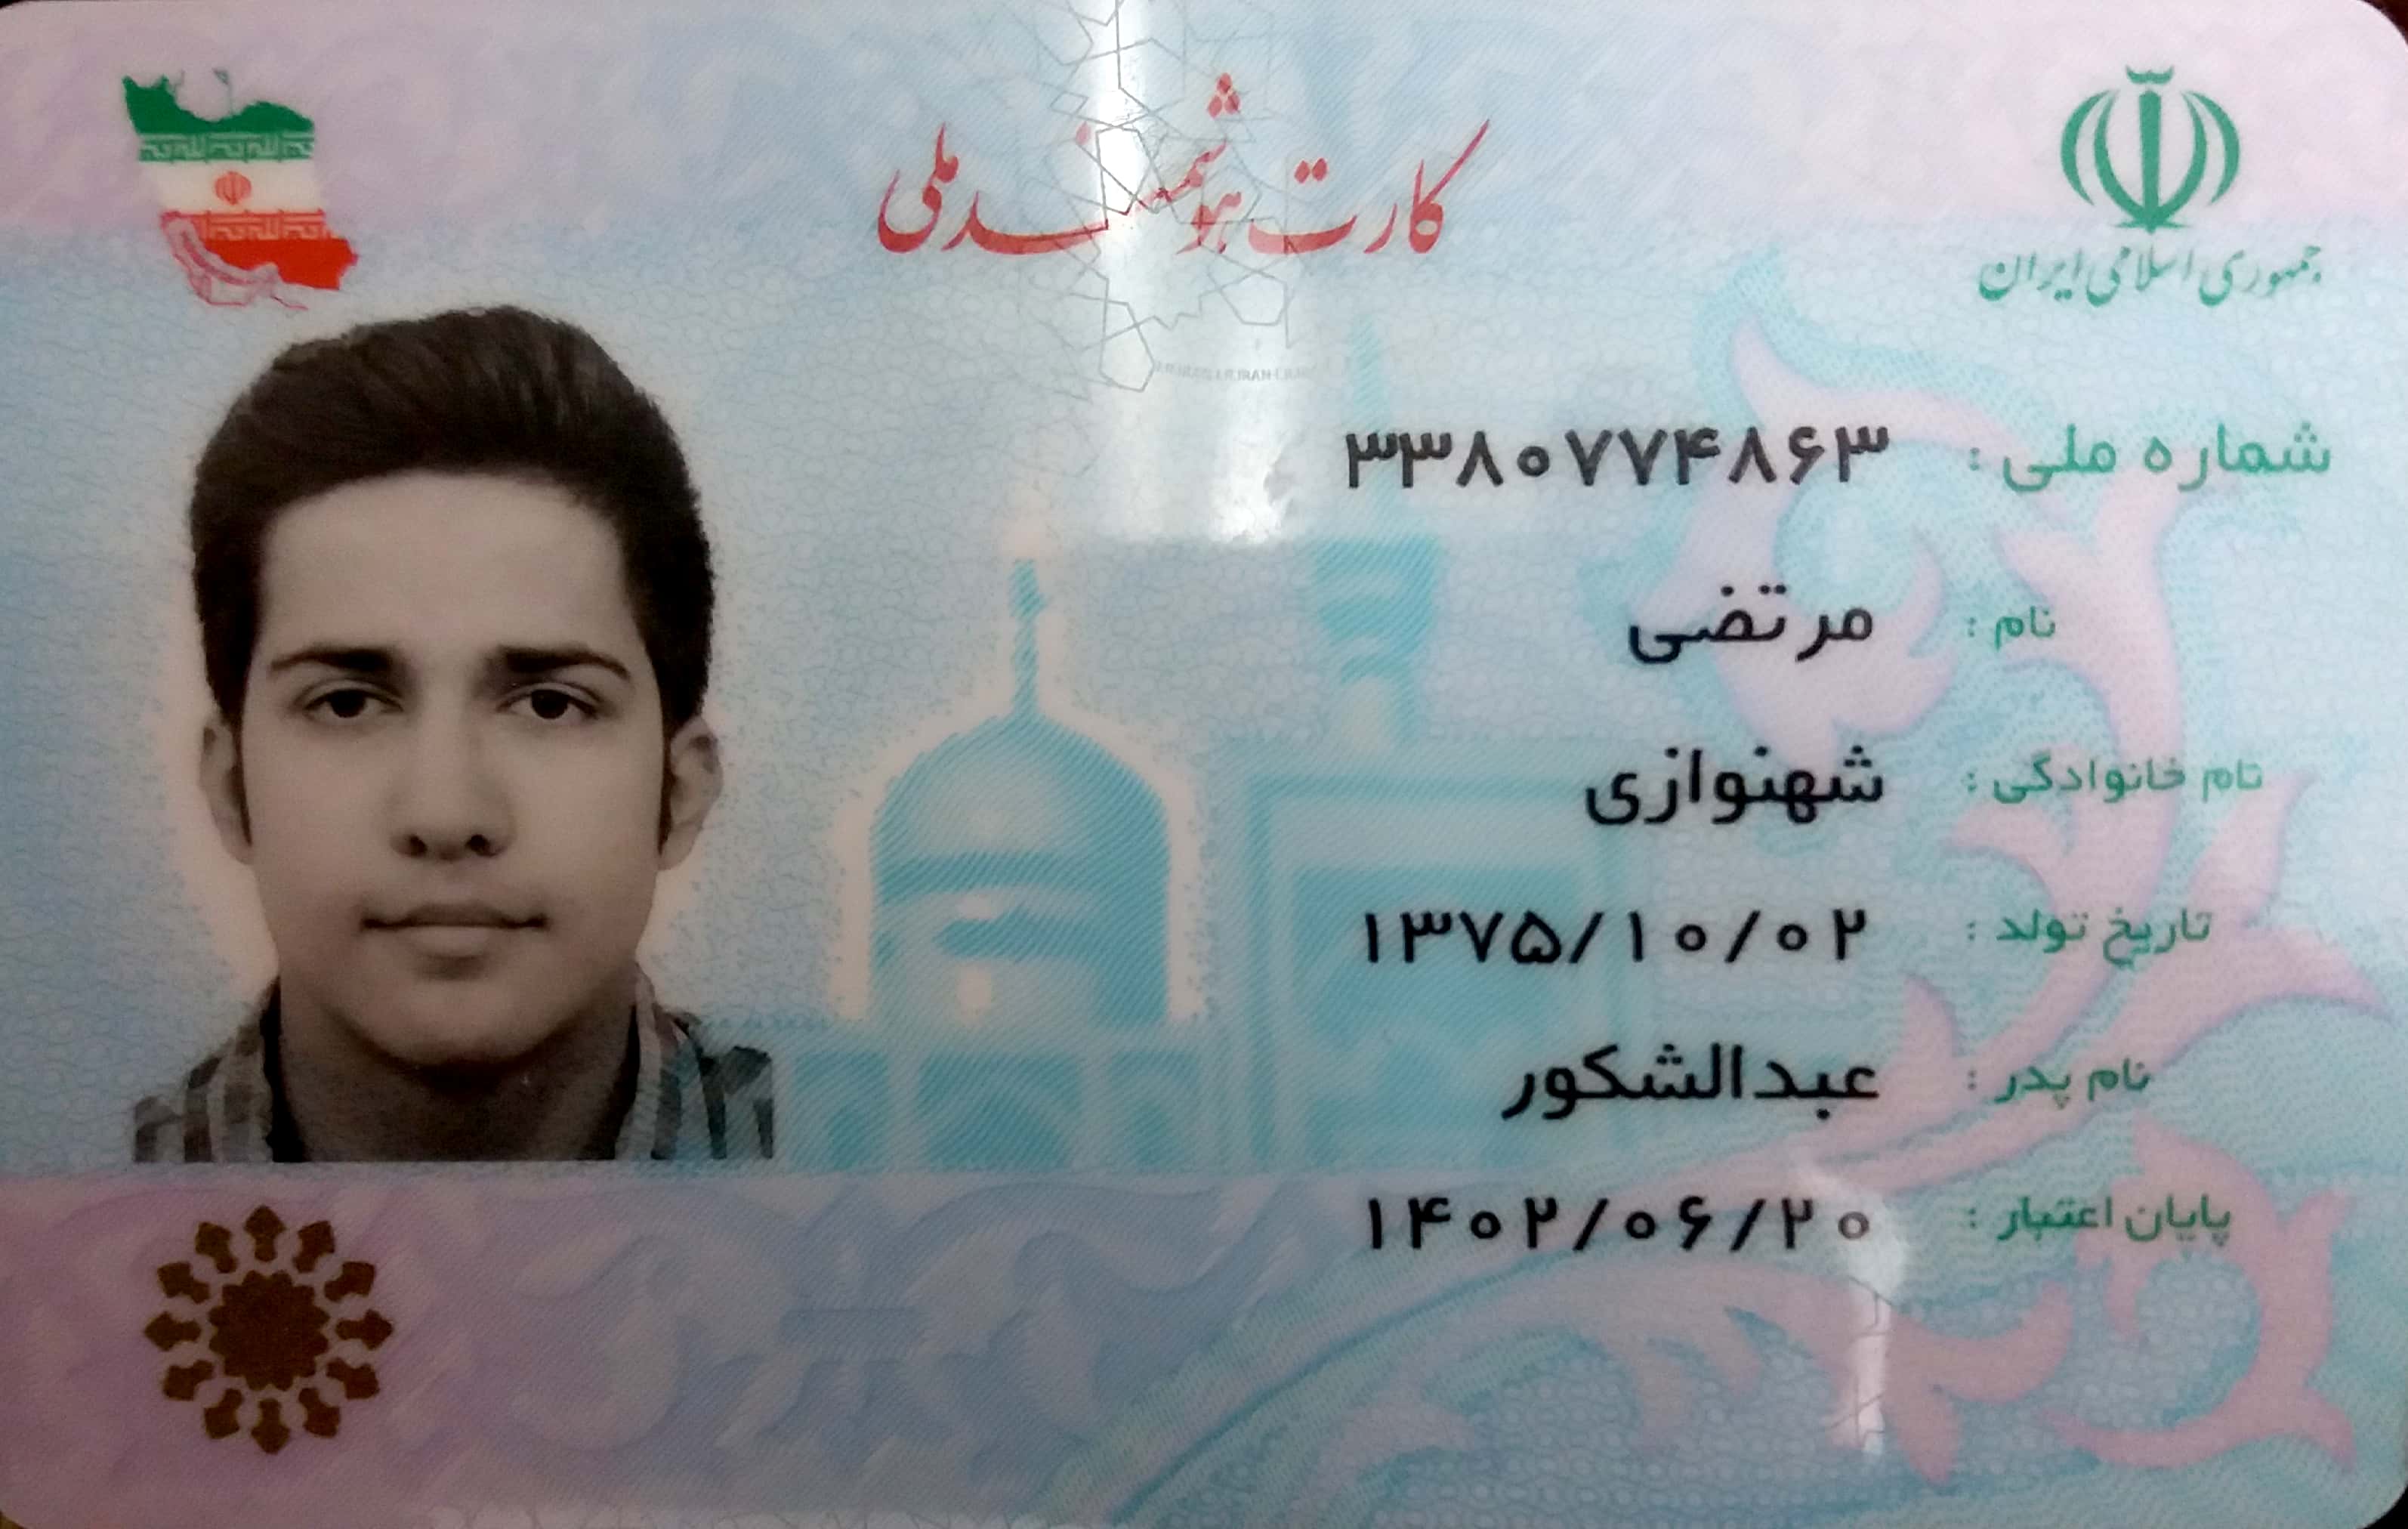 کارت هوشمند ملی
جمهوری اسلامی ایران
شماره ملی : ۳۳۸۰۷۷۴۸۶۳
نام : مرتضی
نام خانوادگی : شهنوازی
تاریخ تولد : ۱۳۷۵/۱۰/۰۲
نام پدر : عبدالشکور
پایان اعتبار : ۱۴۰۲/۰۶/۲۰